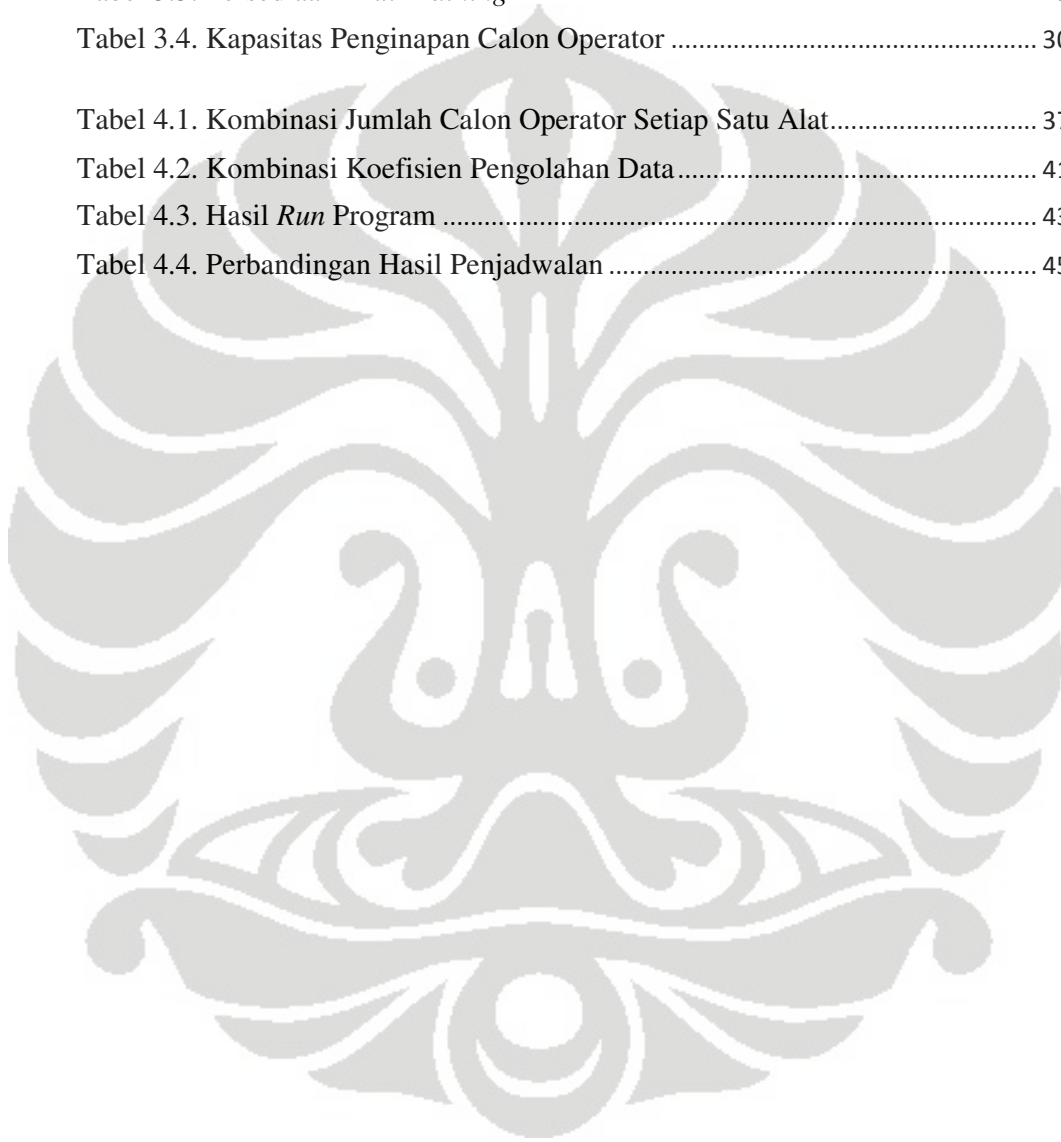 Tabel 3.4. Kapasitas Penginapan Calon Operator ............................................... 30
Tabel 4.1. Kombinasi Jumlah Calon Operator Setiap Satu Alat........................... 37
Tabel 4.2. Kombinasi Koefisien Pengolahan Data.............................................. 41
Tabel 4.3. Hasil Run Program ............................................................................ 43
Tabel 4.4. Perbandingan Hasil Penjadwalan ....................................................... 45